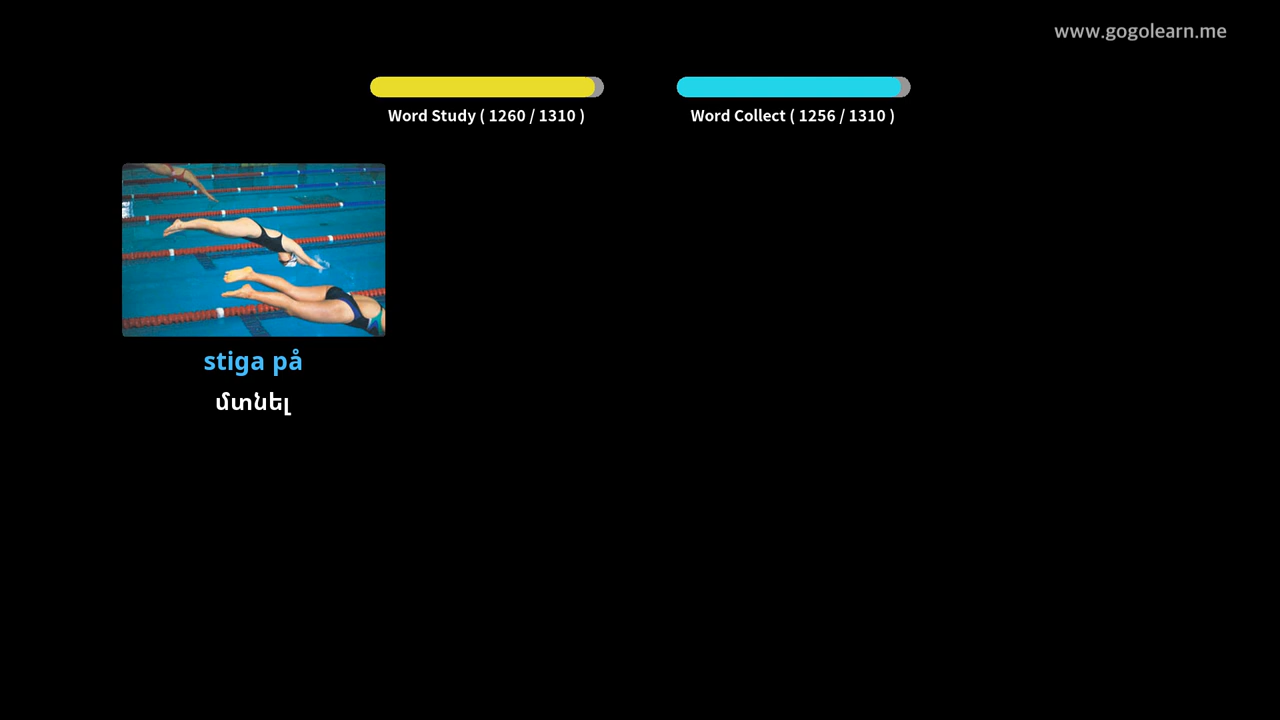 www.gogolearn.me
Word Study ( 1260 / 1310 )
Word Collect ( 1256 / 1310 )
stiga på
մտնել